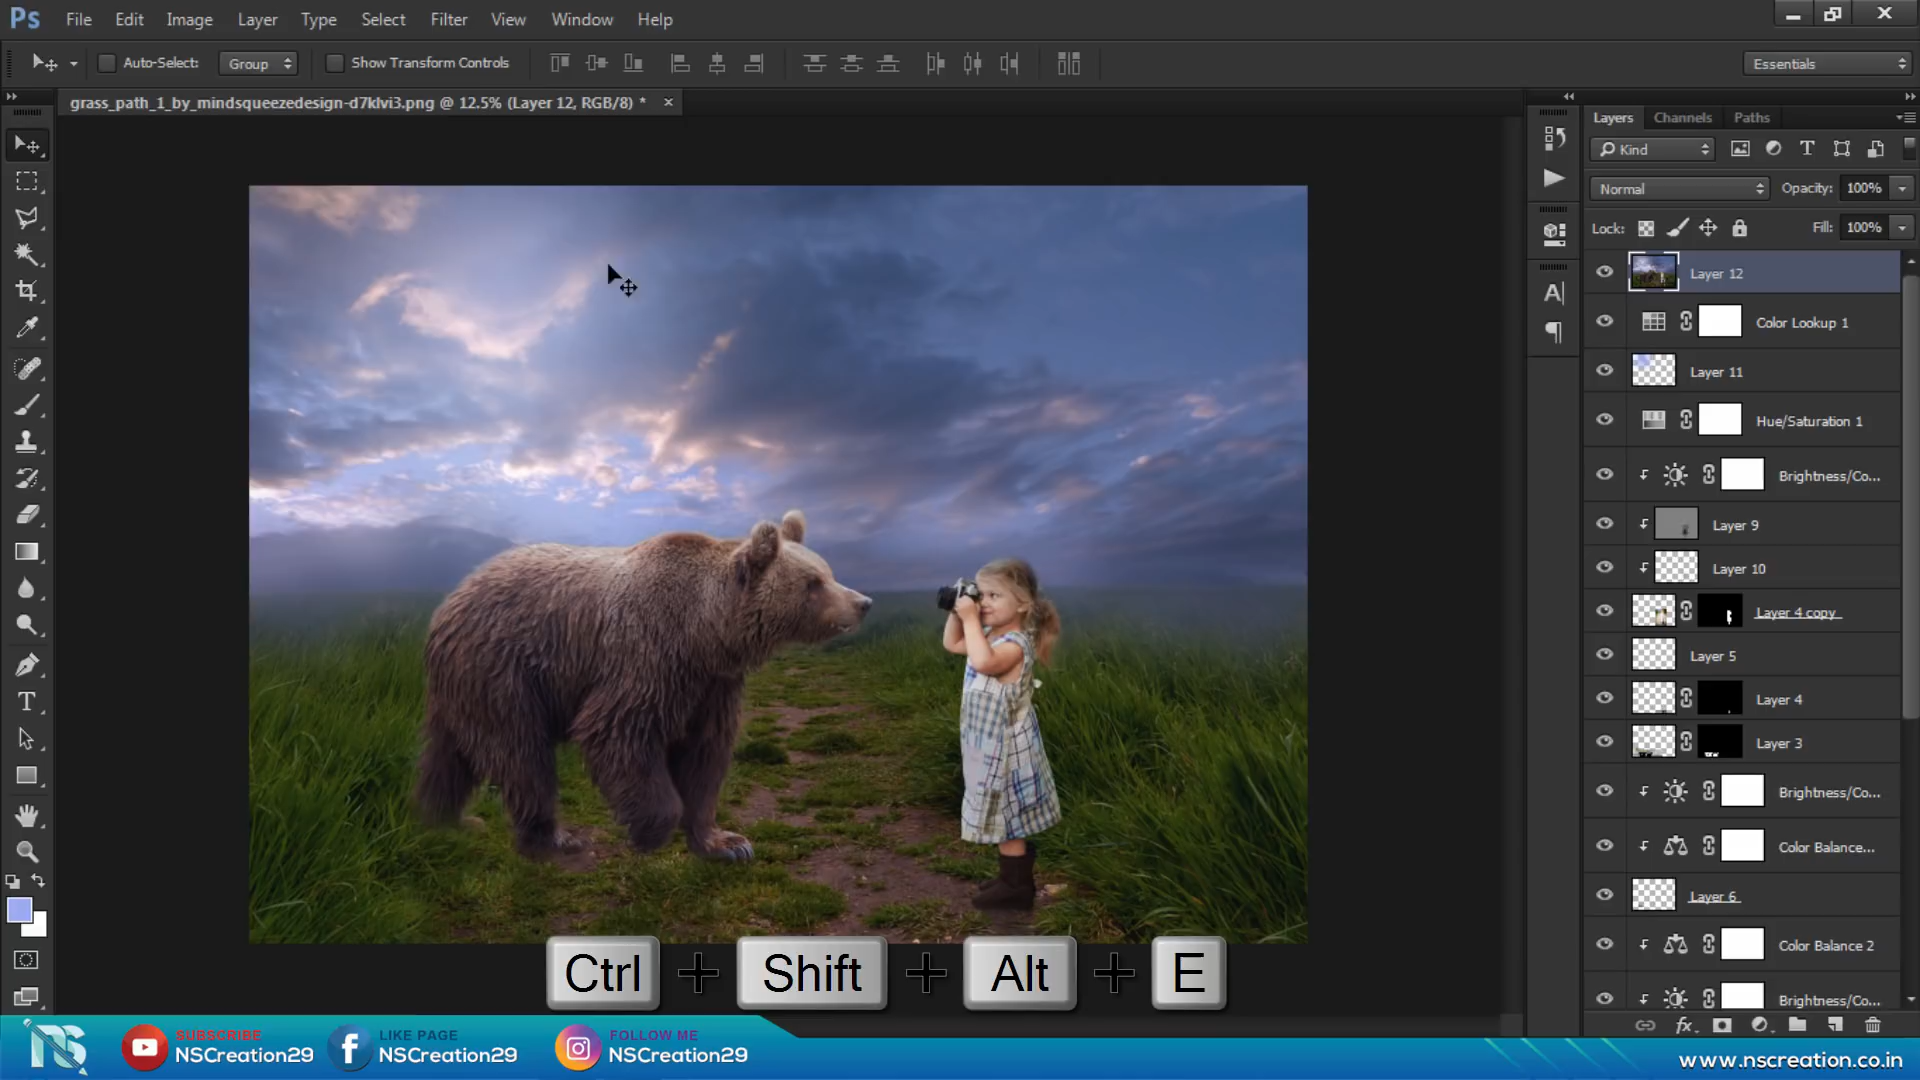 Ps File Edit Image Layer Type Select Filter View Window Help
Auto-Select: Group Show Transform Controls Essentials
grass_path_1_by_mindsqueezedesign-d7klvi3.png @ 12.5% (Layer 12, RGB/8) * ×
Layers Channels Paths
Kind
Normal Opacity: 100%
Lock: Fill: 100%
Layer 12
Color Lookup 1
Layer 11
Hue/Saturation 1
Brightness/Co...
Layer 9
Layer 10
Layer 4 copy
Layer 5
Layer 4
Layer 3
Brightness/Co...
Color Balance...
Layer 6
Color Balance 2
Brightness/Co...
Ctrl + Shift + Alt + E
NS
SUBSCRIBE
NSCreation29
LIKE PAGE
NSCreation29
FOLLOW ME
NSCreation29
www.nscreation.co.in